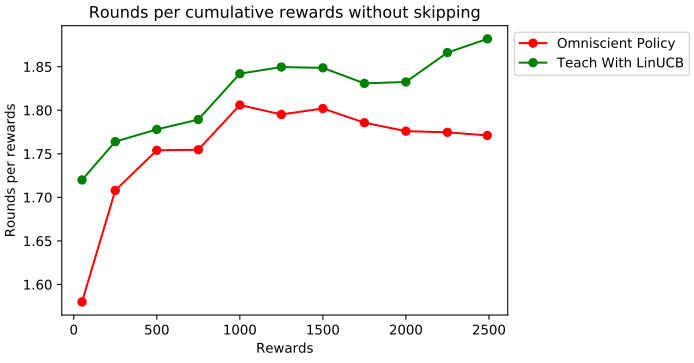 Rounds per cumulative rewards without skipping
Omniscient Policy
Teach With LinUCB
Rounds per rewards
1.85
1.80
1.75
1.70
1.65
1.60
0 500 1000 1500 2000 2500
Rewards